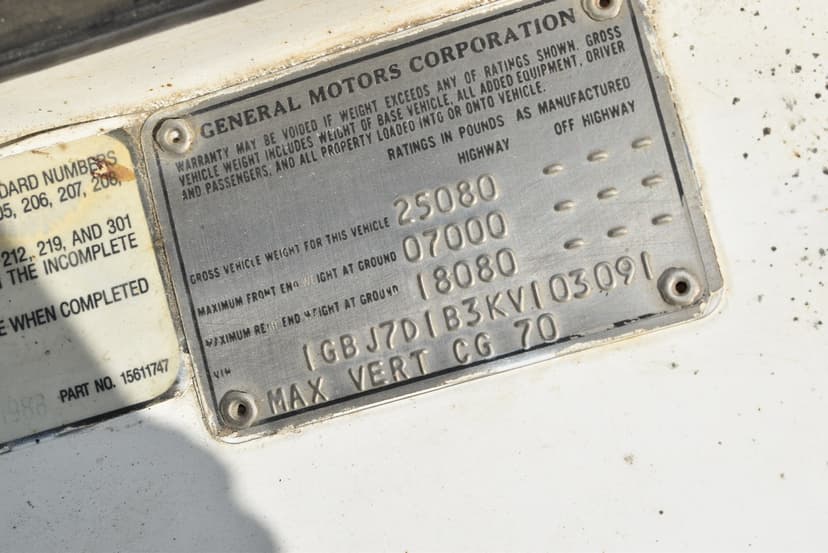 DARD NUMBERS
05, 206, 207, 208,
212, 219, AND 301
THE INCOMPLETE
E WHEN COMPLETED
PART NO. 15611747
1988
GENERAL MOTORS CORPORATION
WARRANTY MAY BE VOIDED IF WEIGHT EXCEEDS ANY OF RATINGS SHOWN. GROSS
VEHICLE WEIGHT INCLUDES WEIGHT OF BASE VEHICLE, ALL ADDED EQUIPMENT, DRIVER
AND PASSENGERS, AND ALL PROPERTY LOADED INTO OR ONTO VEHICLE.
RATINGS IN POUNDS AS MANUFACTURED
HIGHWAY OFF HIGHWAY
GROSS VEHICLE WEIGHT FOR THIS VEHICLE 25080 - - -
MAXIMUM FRONT END WEIGHT AT GROUND 07000 - - -
MAXIMUM REAR END WEIGHT AT GROUND 18080 - - -
VIN 1GBJ7D1B3KV103091
MAX VERT CG 70